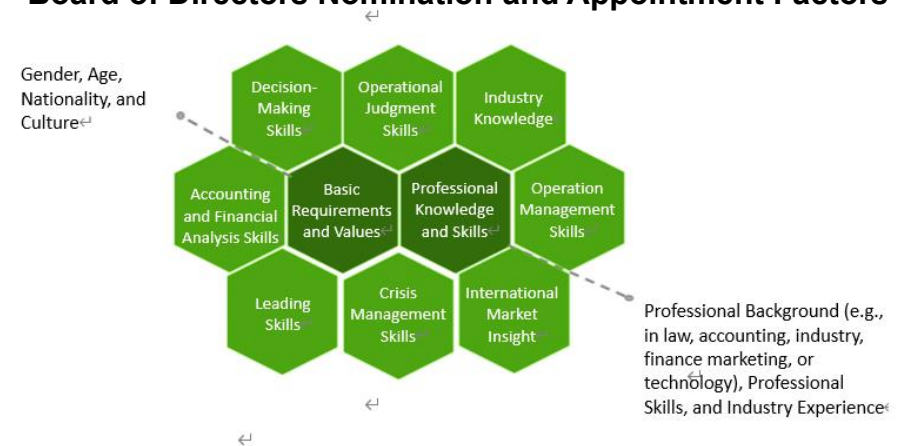 Board of Directors Nomination and Appointment Factors
Gender, Age,
Nationality, and
Culture
Decision-
Making
Skills
Operational
Judgment
Skills
Industry
Knowledge
Accounting
and Financial
Analysis Skills
Basic
Requirements
and Values
Professional
Knowledge
and Skills
Operation
Management
Skills
Leading
Skills
Crisis
Management
Skills
International
Market
Insight
Professional Background (e.g.,
in law, accounting, industry,
finance marketing, or
technology), Professional
Skills, and Industry Experience